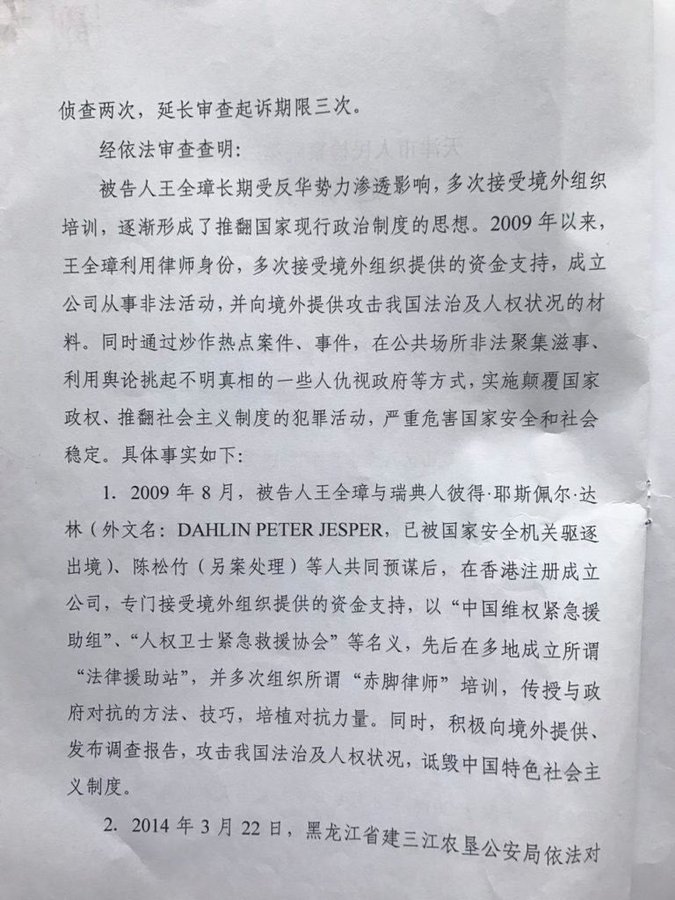 侦查两次，延长审查起诉期限三次。
经依法审查查明：
被告人王全璋长期受反华势力渗透影响，多次接受境外组织
培训，逐渐形成了推翻国家现行政治制度的思想。2009 年以来，
王全璋利用律师身份，多次接受境外组织提供的资金支持，成立
公司从事非法活动，并向境外提供攻击我国法治及人权状况的材
料。同时通过炒作热点案件、事件，在公共场所非法聚集滋事、
利用舆论挑起不明真相的一些人仇视政府等方式，实施颠覆国家
政权、推翻社会主义制度的犯罪活动，严重危害国家安全和社会
稳定。具体事实如下：
1. 2009 年 8 月，被告人王全璋与瑞典人彼得·耶斯佩尔·达
林（外文名：DAHLIN PETER JESPER，已被国家安全机关驱逐
出境）、陈松竹（另案处理）等人共同预谋后，在香港注册成立
公司，专门接受境外组织提供的资金支持，以“中国维权紧急援
助组”、“人权卫士紧急救援协会”等名义，先后在多地成立所谓
“法律援助站”，并多次组织所谓“赤脚律师”培训，传授与政
府对抗的方法、技巧，培植对抗力量。同时，积极向境外提供、
发布调查报告，攻击我国法治及人权状况，诋毁中国特色社会主
义制度。
2. 2014 年 3 月 22 日，黑龙江省建三江农垦公安局依法对